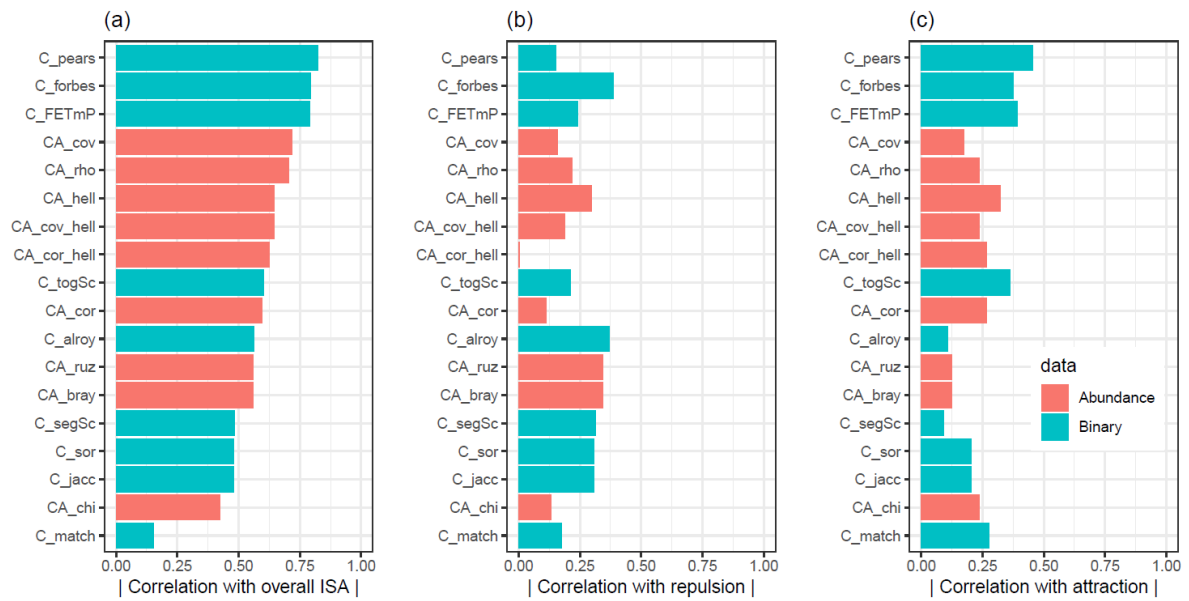 (a)
C_pears
C_forbes
C_FETmP
CA_cov
CA_rho
CA_hell
CA_cov_hell
CA_cor_hell
C_togSc
CA_cor
C_alroy
CA_ruz
CA_bray
C_segSc
C_sor
C_jacc
CA_chi
C_match
0.00 0.25 0.50 0.75 1.00
| Correlation with overall ISA |
(b)
C_pears
C_forbes
C_FETmP
CA_cov
CA_rho
CA_hell
CA_cov_hell
CA_cor_hell
C_togSc
CA_cor
C_alroy
CA_ruz
CA_bray
C_segSc
C_sor
C_jacc
CA_chi
C_match
0.00 0.25 0.50 0.75 1.00
| Correlation with repulsion |
(c)
C_pears
C_forbes
C_FETmP
CA_cov
CA_rho
CA_hell
CA_cov_hell
CA_cor_hell
C_togSc
CA_cor
C_alroy
CA_ruz
CA_bray
C_segSc
C_sor
C_jacc
CA_chi
C_match
0.00 0.25 0.50 0.75 1.00
| Correlation with attraction |
data
Abundance
Binary